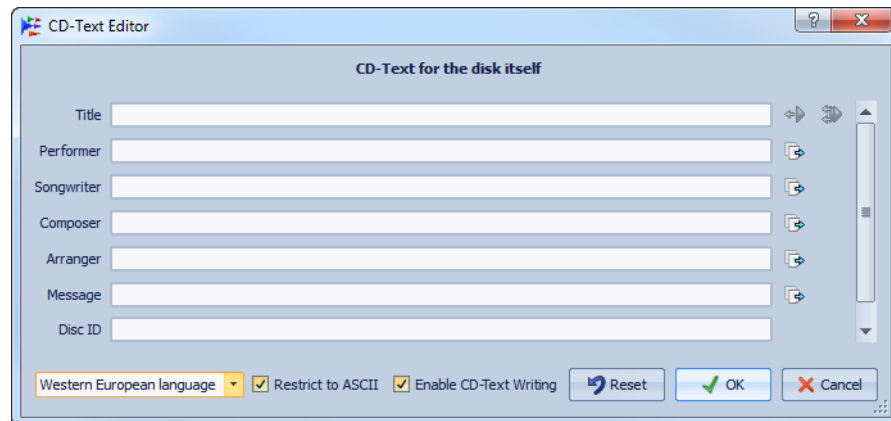 CD-Text Editor
?
CD-Text for the disk itself
Title
Performer
Songwriter
Composer
Arranger
Message
Disc ID
Western European language Restrict to ASCII Enable CD-Text Writing Reset OK Cancel